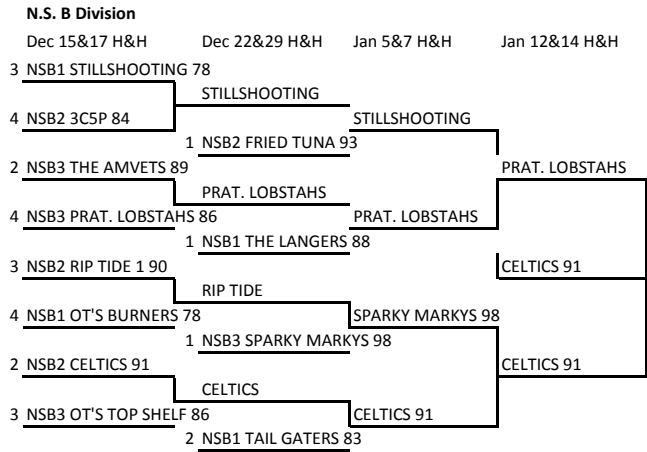 N.S. B Division
Dec 15&17 H&H Dec 22&29 H&H Jan 5&7 H&H Jan 12&14 H&H
3 NSB1 STILLSHOOTING 78
STILLSHOOTING
4 NSB2 3C5P 84 STILLSHOOTING
1 NSB2 FRIED TUNA 93
2 NSB3 THE AMVETS 89 PRAT. LOBSTAHS
PRAT. LOBSTAHS
4 NSB3 PRAT. LOBSTAHS 86 PRAT. LOBSTAHS
1 NSB1 THE LANGERS 88
3 NSB2 RIP TIDE 1 90 CELTICS 91
RIP TIDE
4 NSB1 OT'S BURNERS 78 SPARKY MARKYS 98
1 NSB3 SPARKY MARKYS 98
2 NSB2 CELTICS 91 CELTICS 91
CELTICS
3 NSB3 OT'S TOP SHELF 86 CELTICS 91
2 NSB1 TAIL GATERS 83